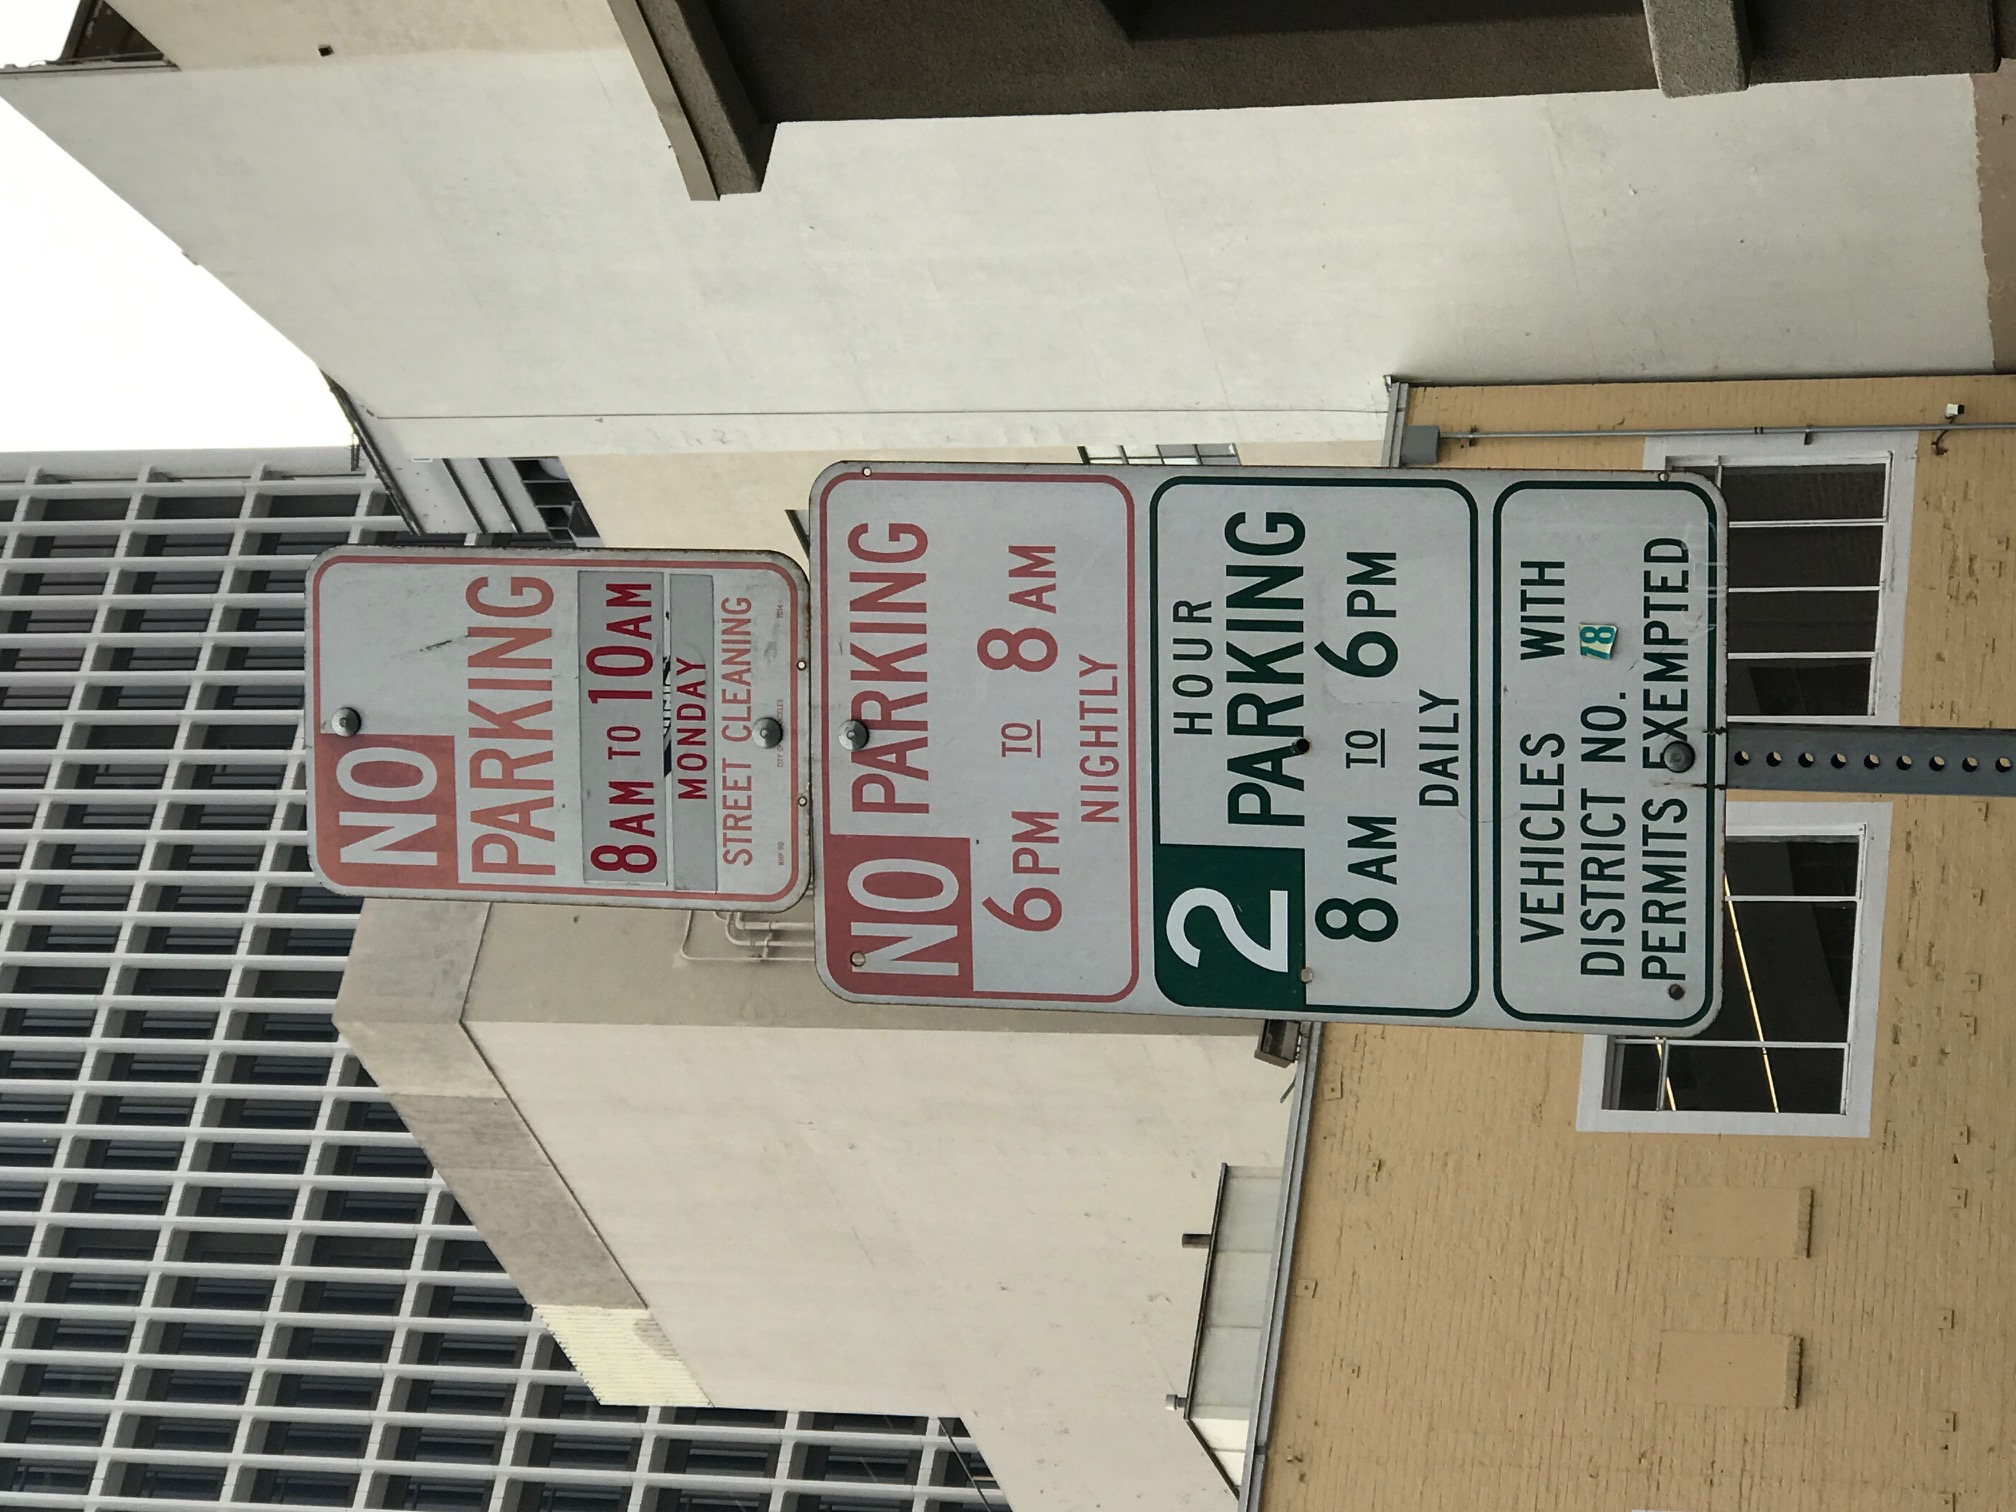 NO
PARKING
8AM TO 10AM
MONDAY
STREET CLEANING
NO PARKING
6PM TO 8AM
NIGHTLY
2 HOUR
PARKING
8AM TO 6PM
DAILY
VEHICLES WITH
DISTRICT NO. 78
PERMITS EXEMPTED